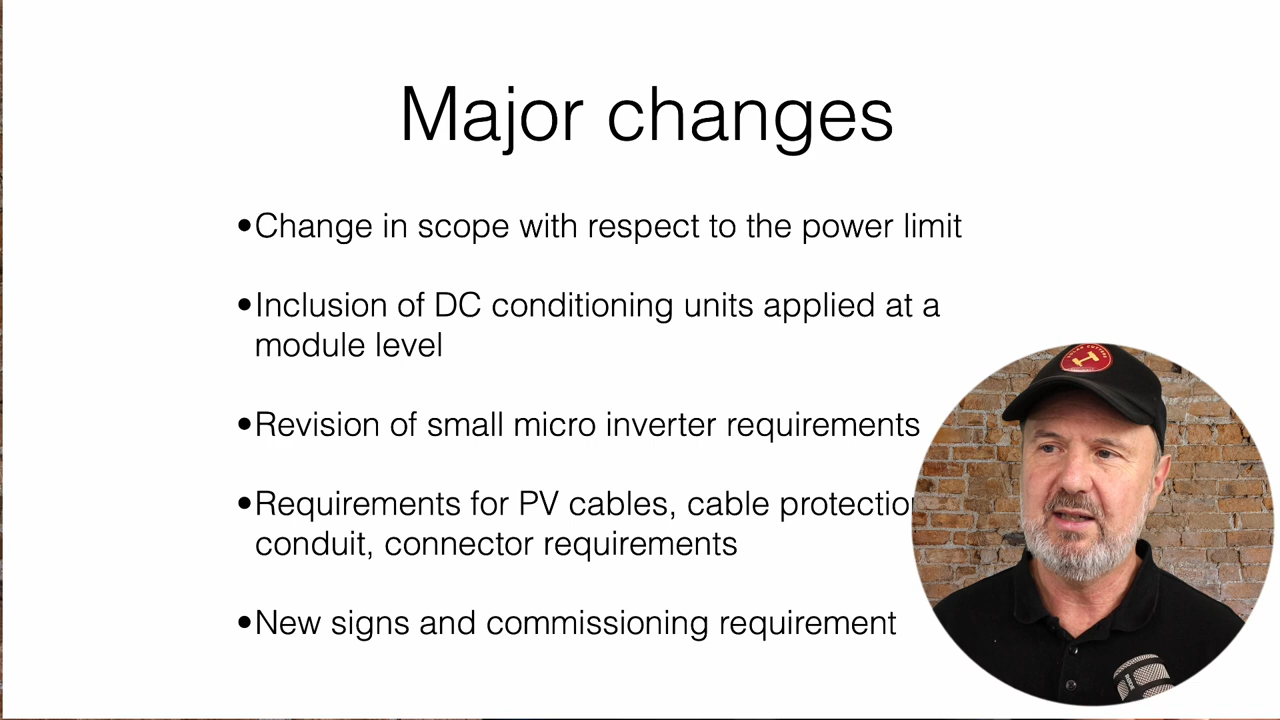 Major changes
•Change in scope with respect to the power limit
•Inclusion of DC conditioning units applied at a
module level
•Revision of small micro inverter requirements
•Requirements for PV cables, cable
conduit, connector requirements
•New signs and commissioning requirement